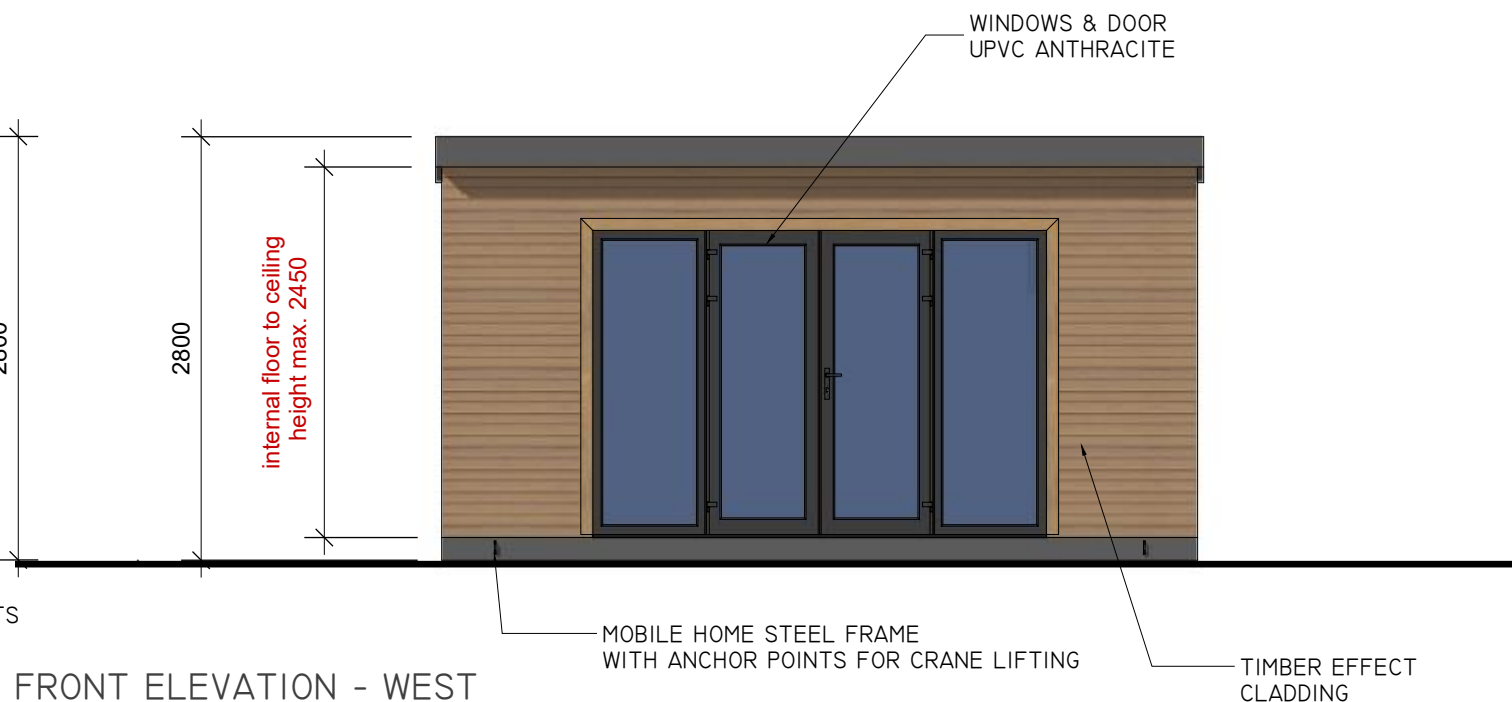 WINDOWS & DOOR
UPVC ANTHRACITE
2800
internal floor to ceiling
height max. 2450
MOBILE HOME STEEL FRAME
WITH ANCHOR POINTS FOR CRANE LIFTING
TIMBER EFFECT
CLADDING
FRONT ELEVATION - WEST